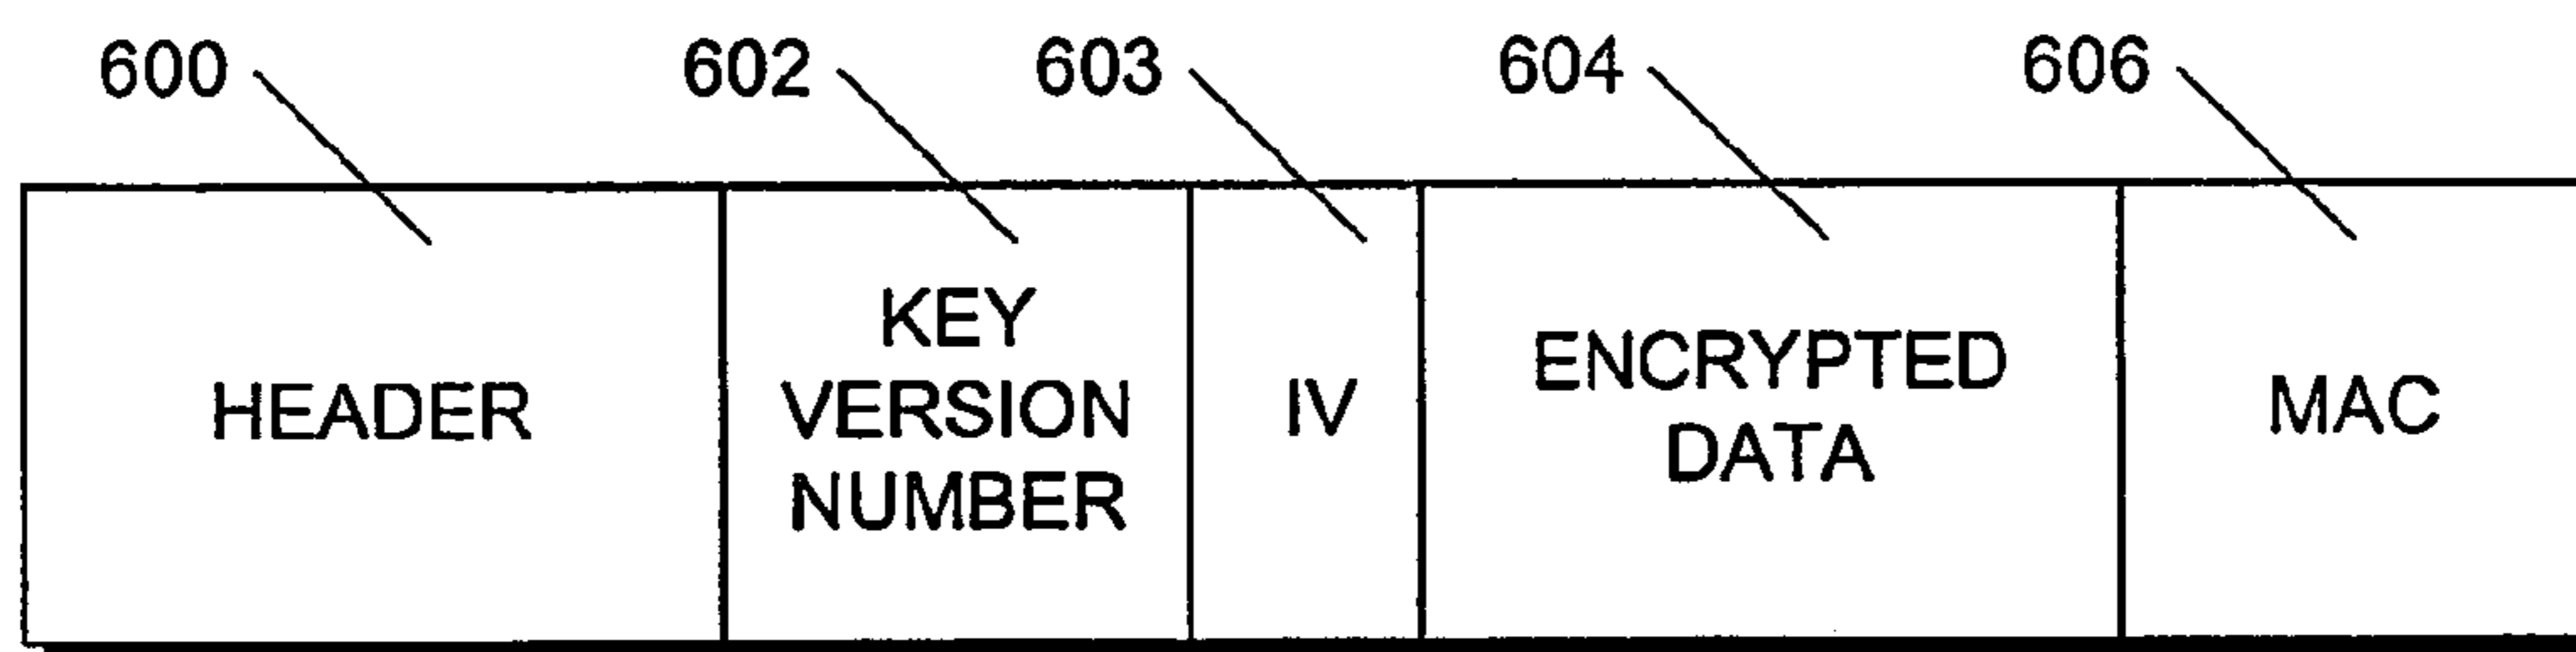 600 602 603 604 606
HEADER
KEY
VERSION
NUMBER
IV
ENCRYPTED
DATA
MAC